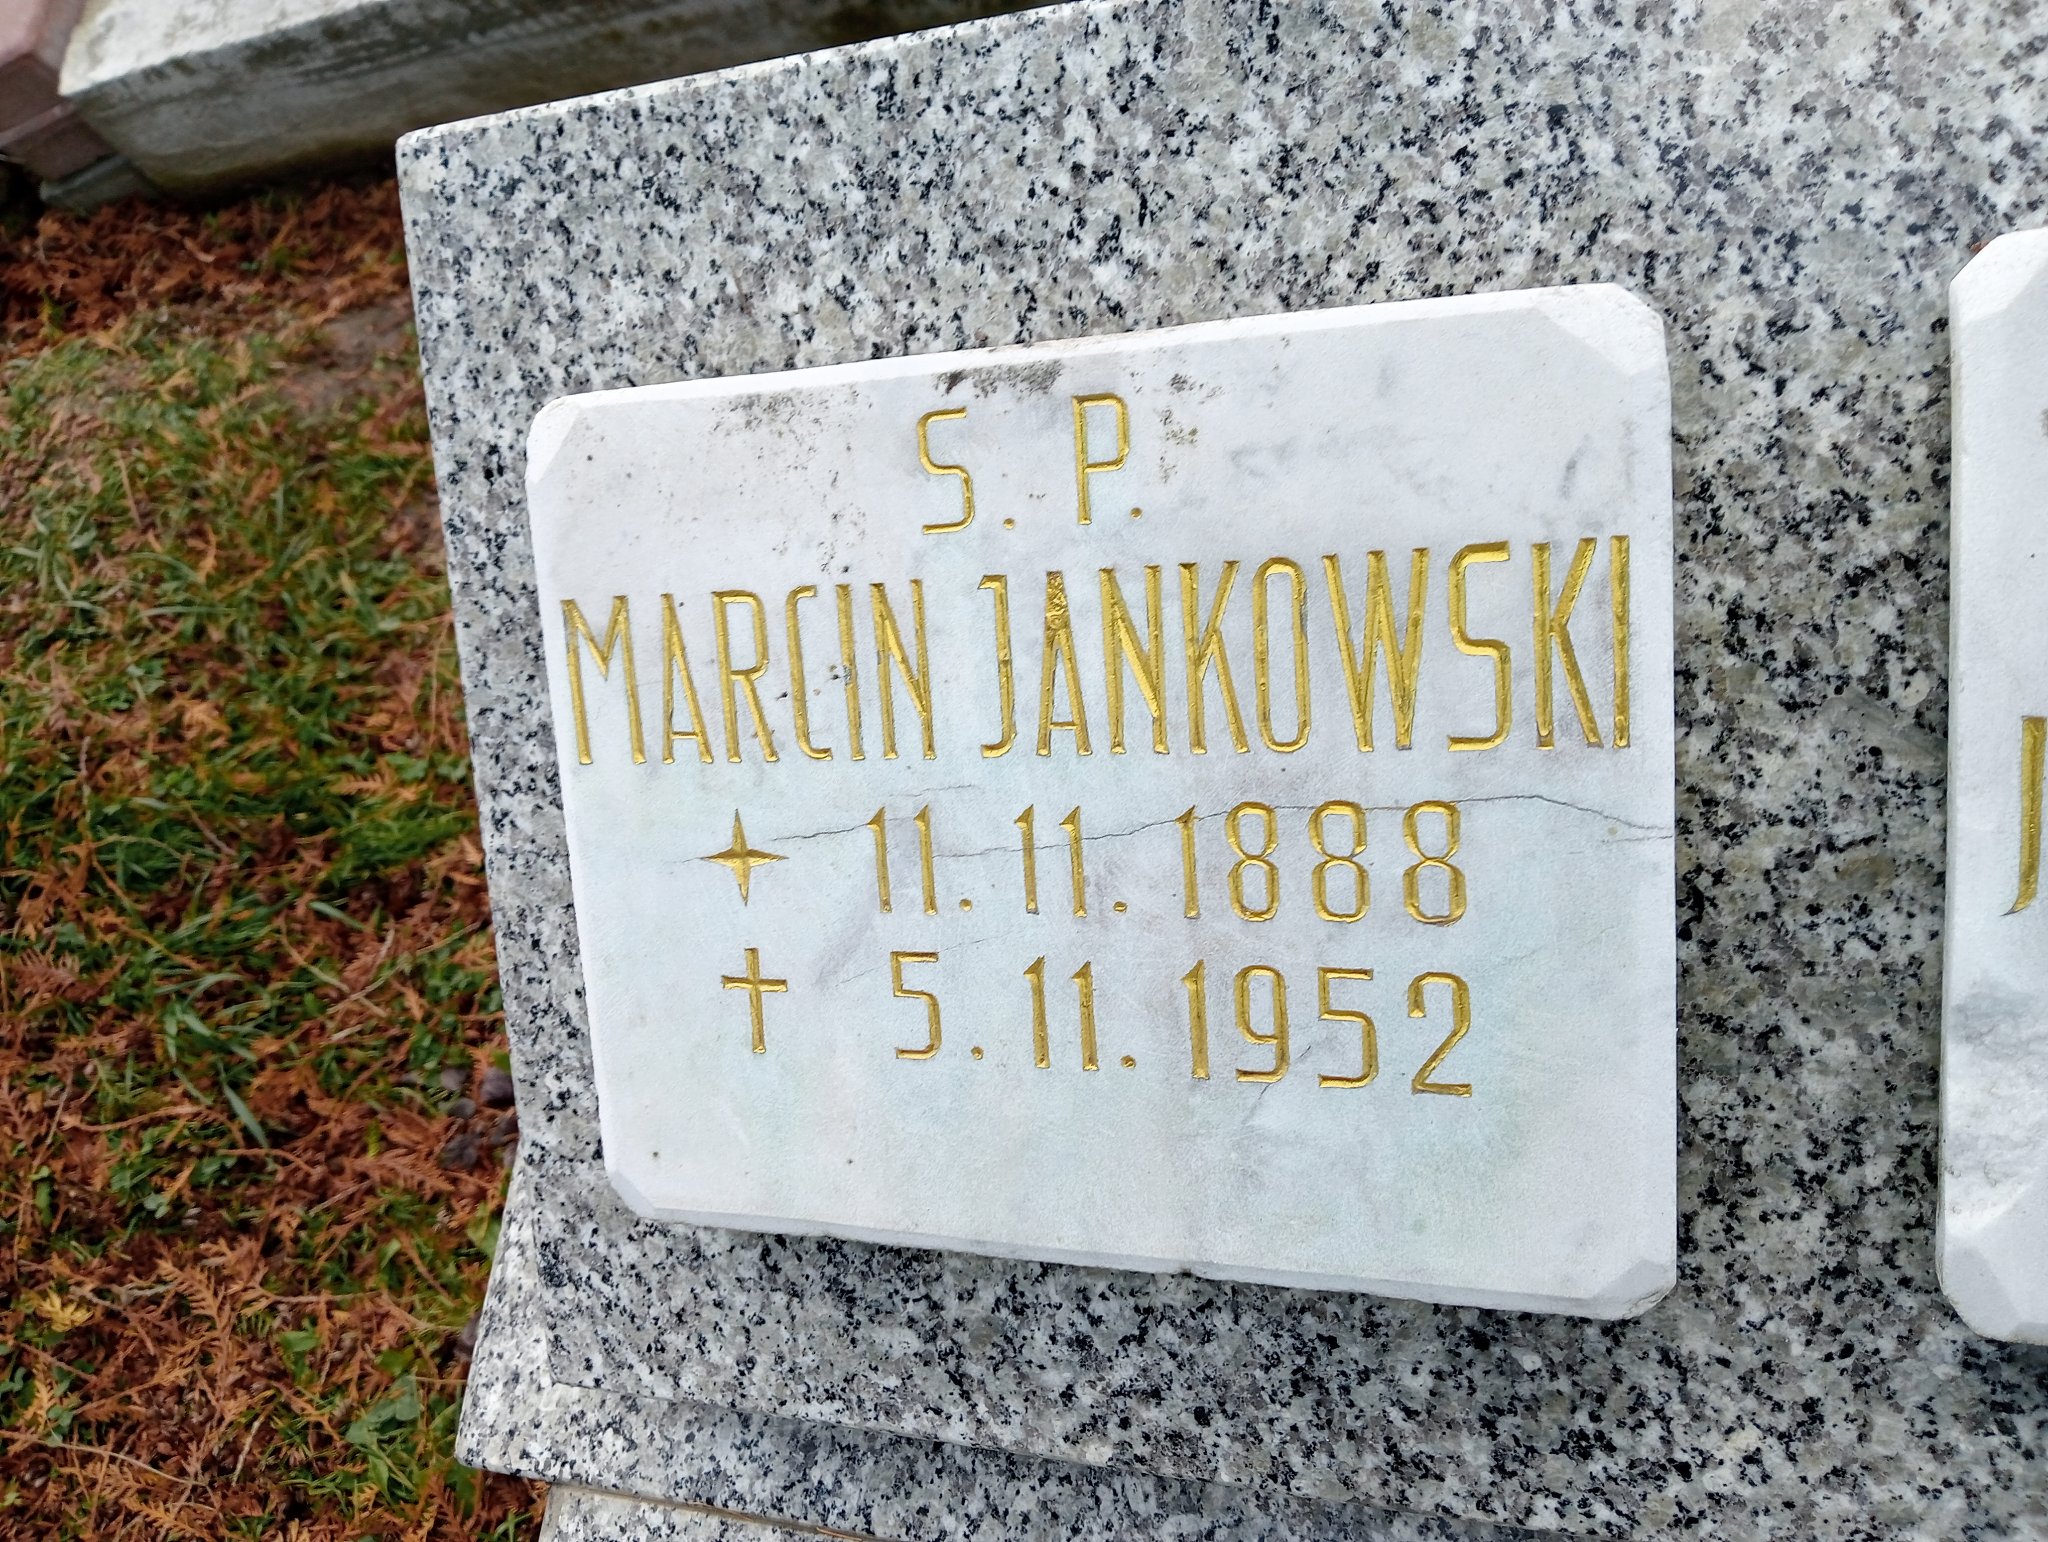 S. P.
MARCIN JANKOWSKI
11. 11. 1888
5. 11. 1952
J